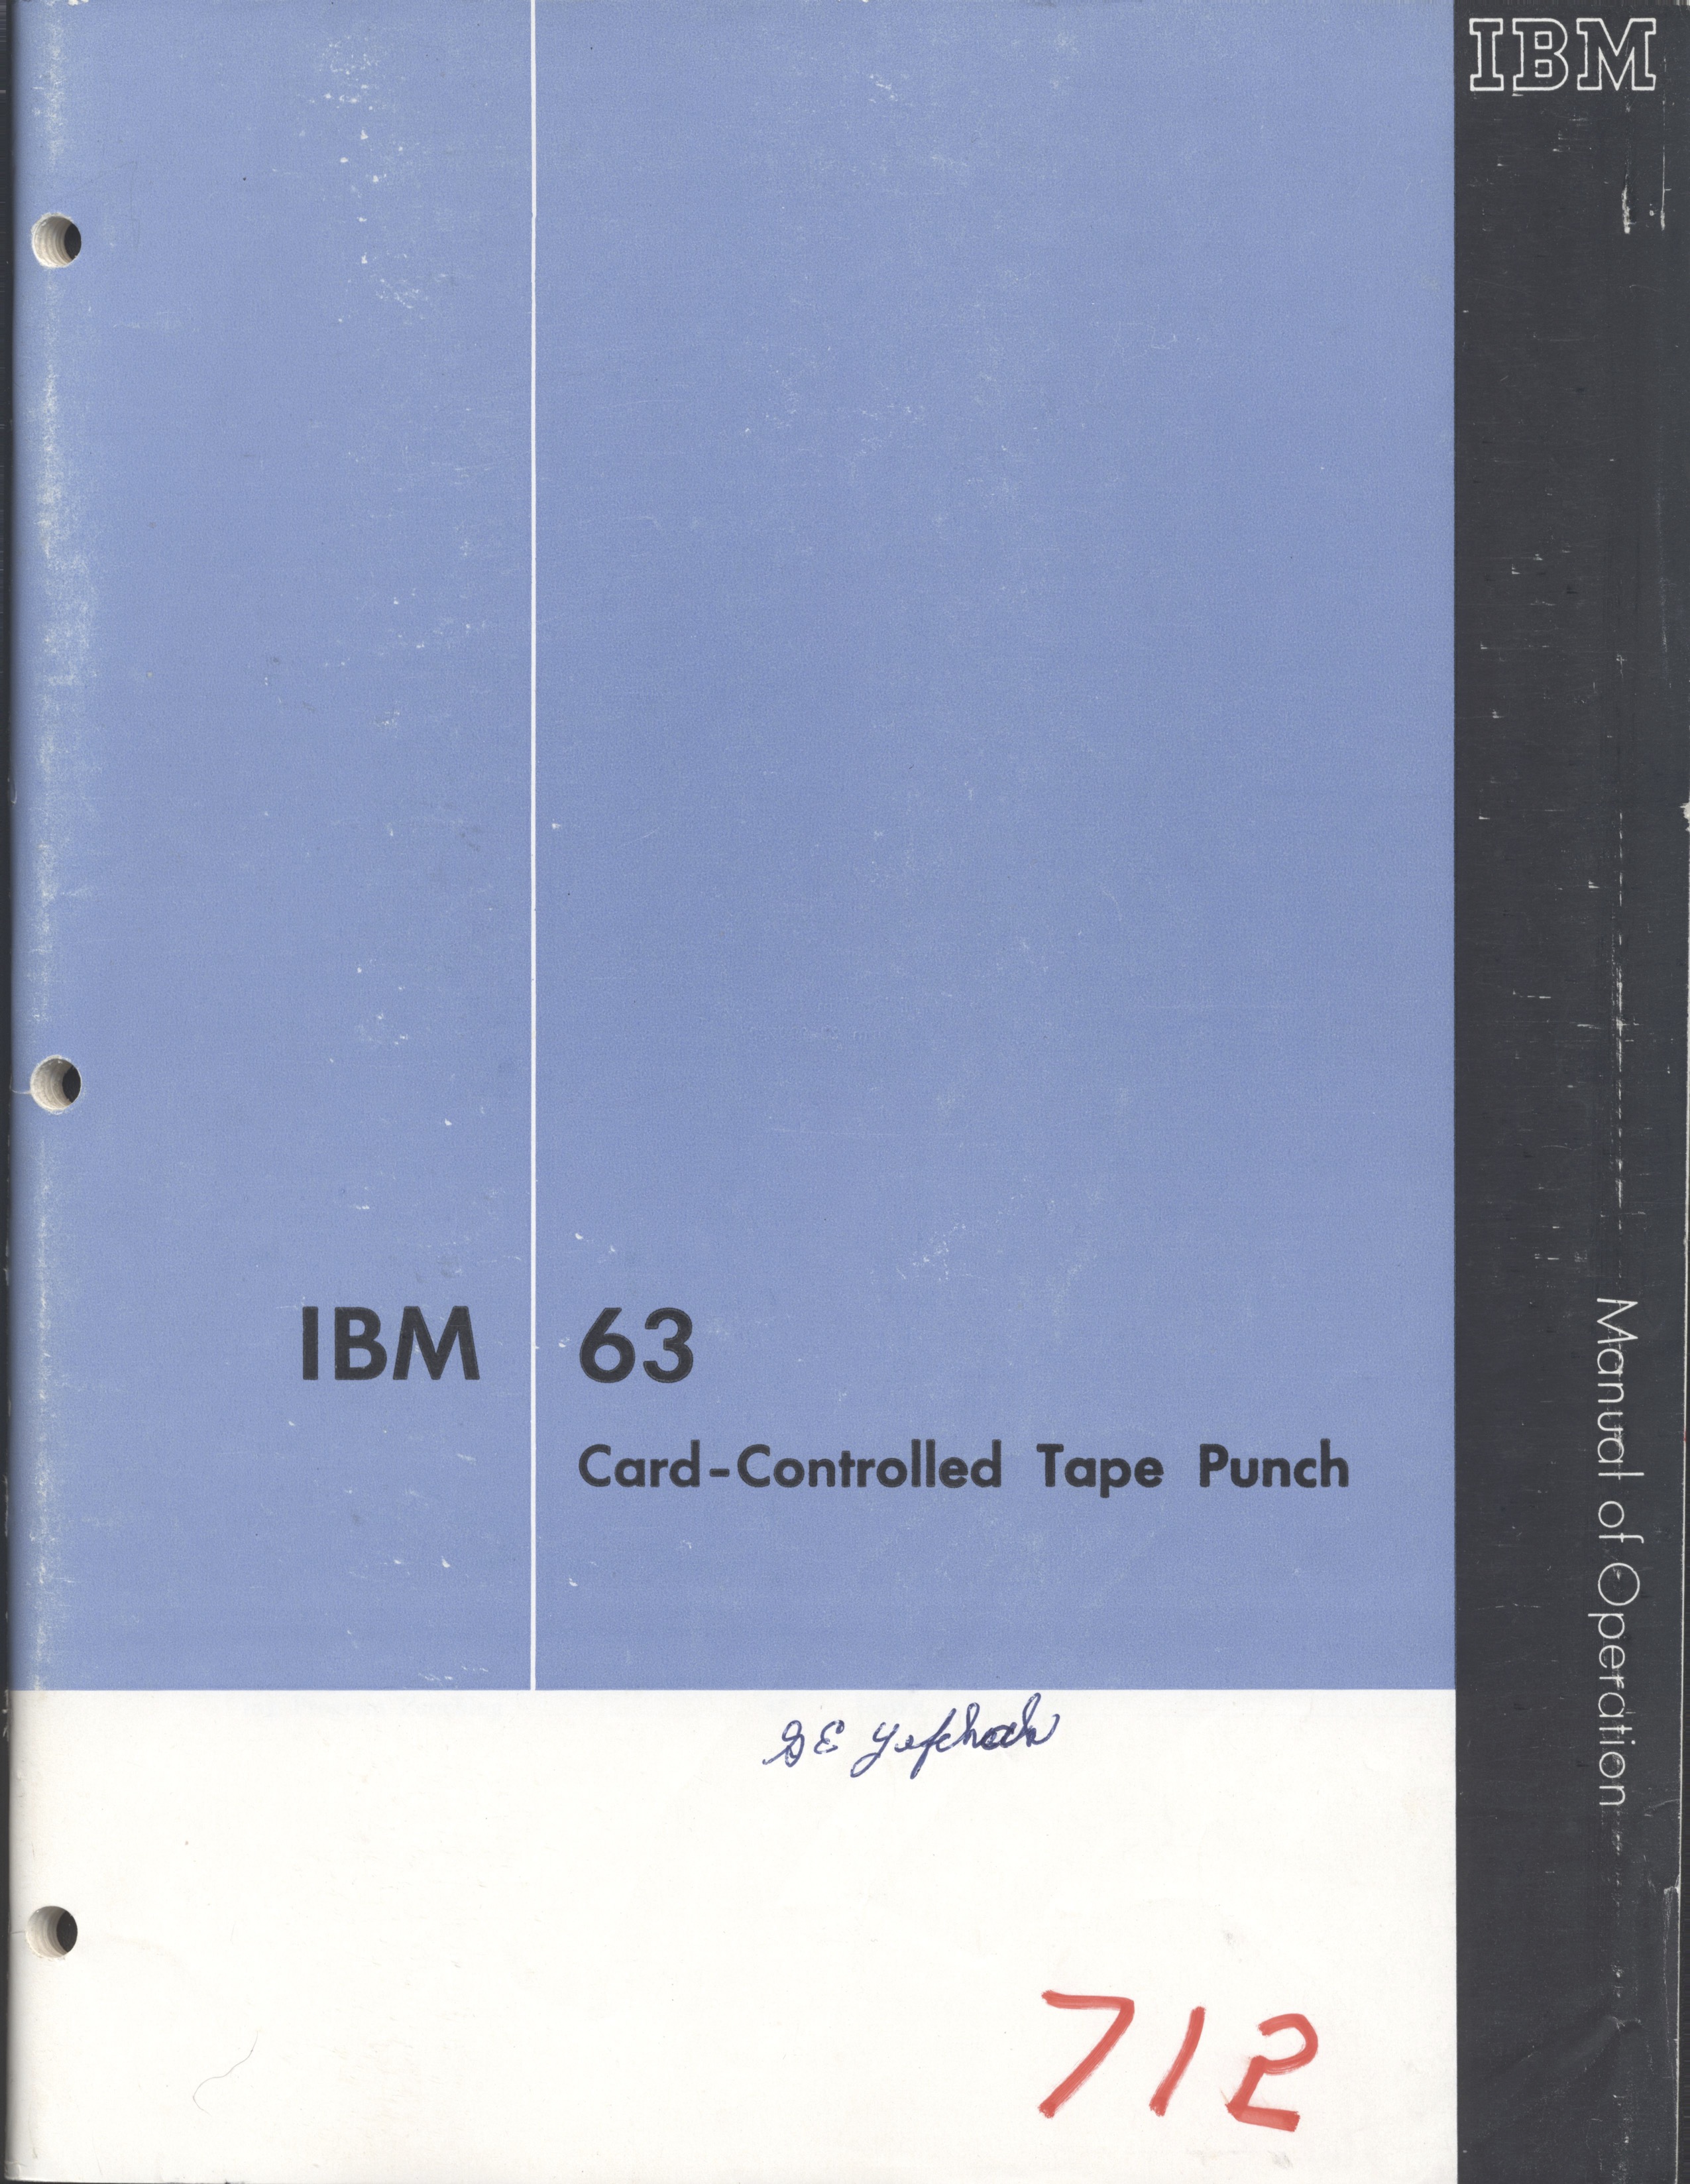 IBM
IBM 63
Card-Controlled Tape Punch
Manual of Operation
712